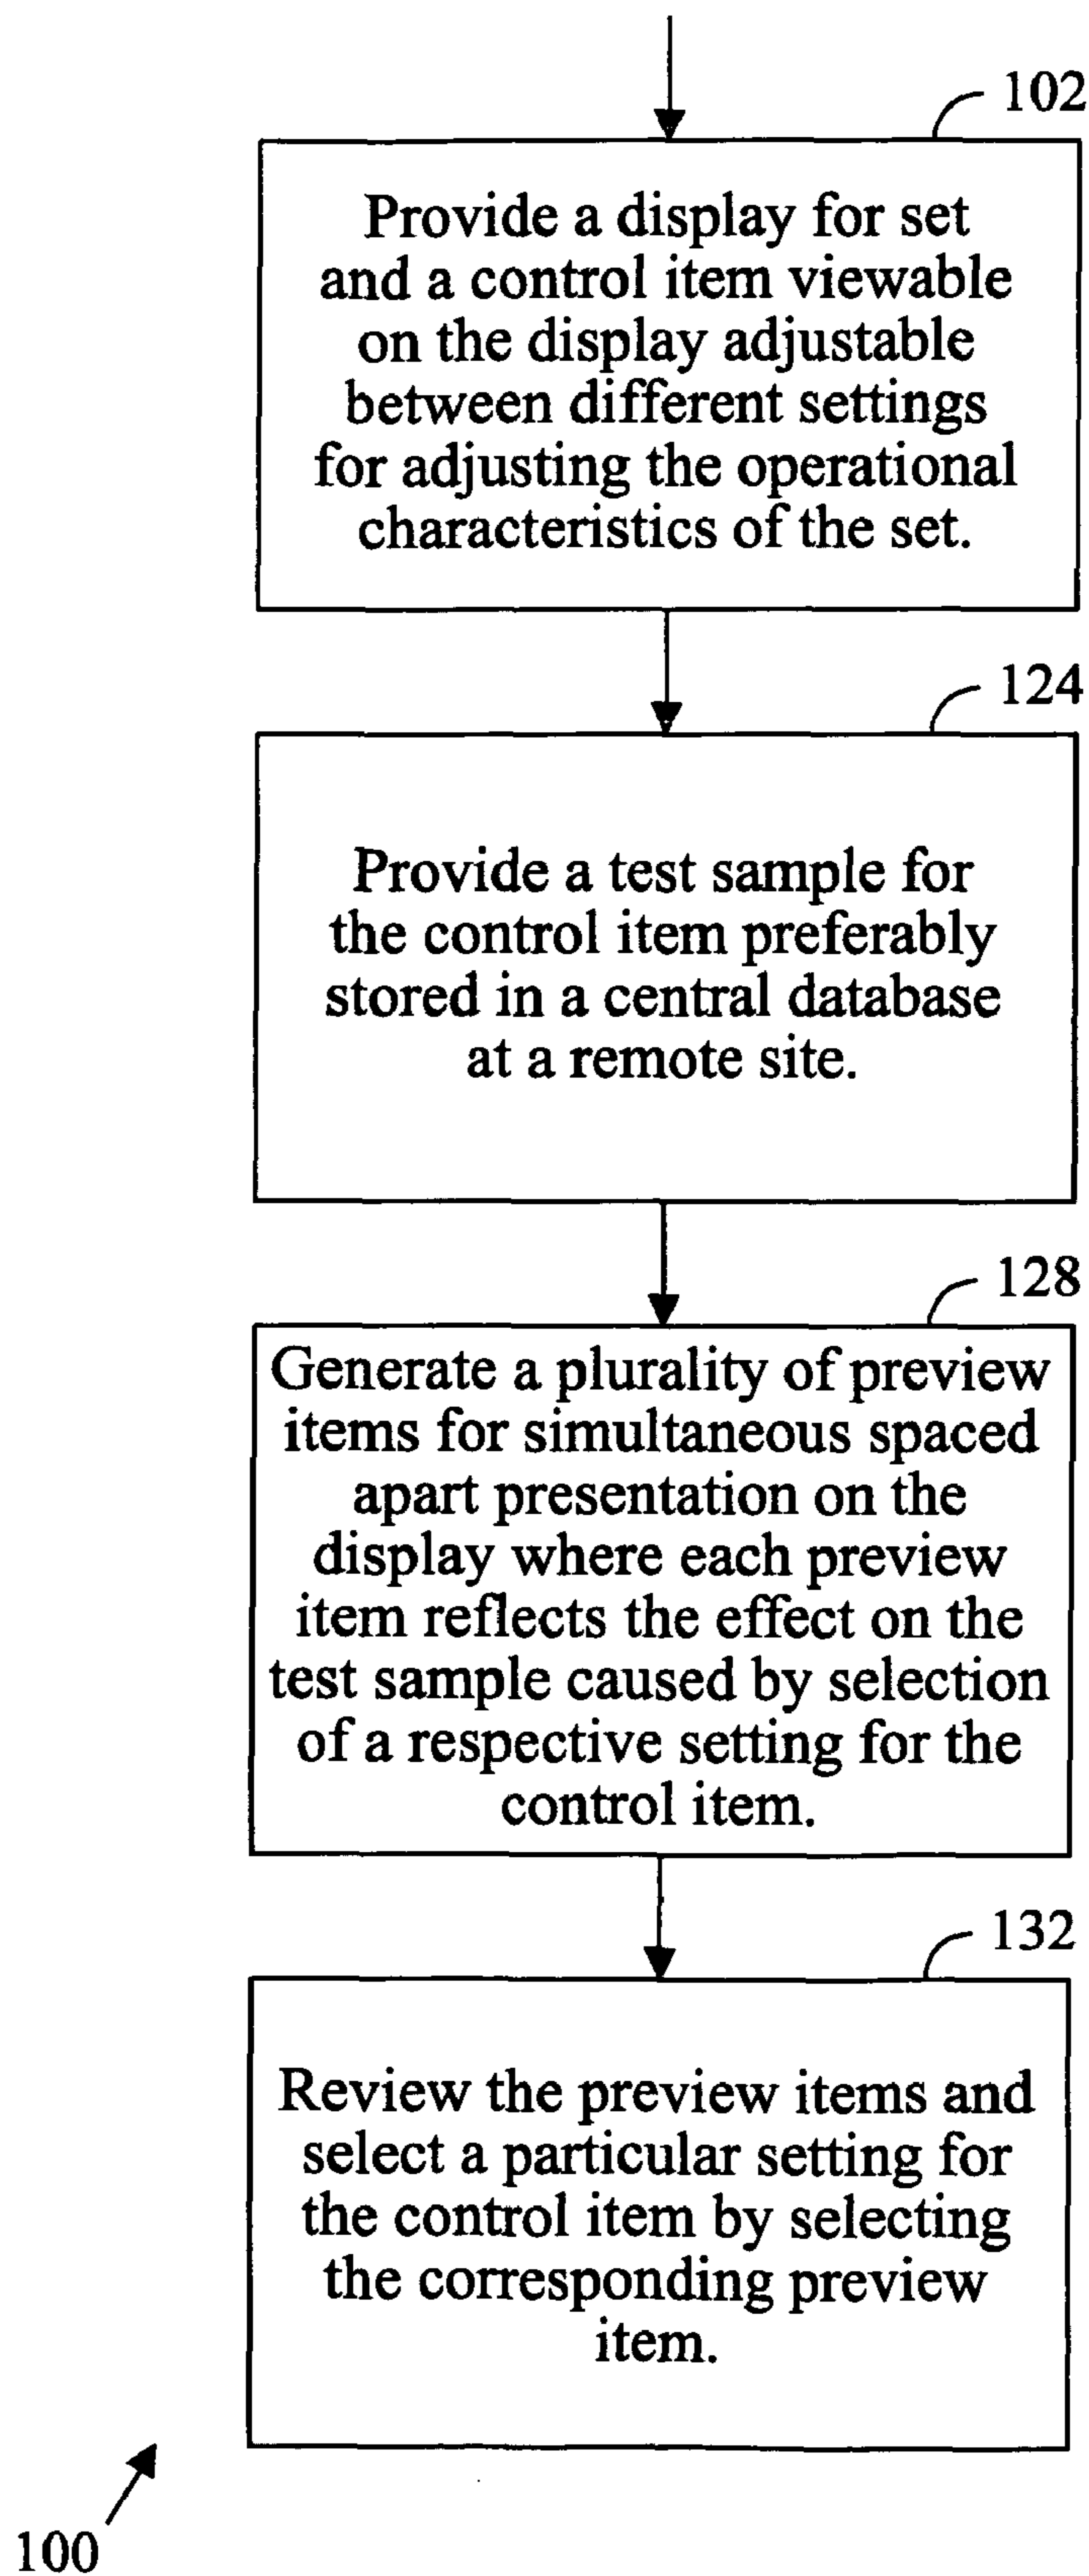 102
Provide a display for set
and a control item viewable
on the display adjustable
between different settings
for adjusting the operational
characteristics of the set.
124
Provide a test sample for
the control item preferably
stored in a central database
at a remote site.
128
Generate a plurality of preview
items for simultaneous spaced
apart presentation on the
display where each preview
item reflects the effect on the
test sample caused by selection
of a respective setting for the
control item.
132
Review the preview items and
select a particular setting for
the control item by selecting
the corresponding preview
item.
100